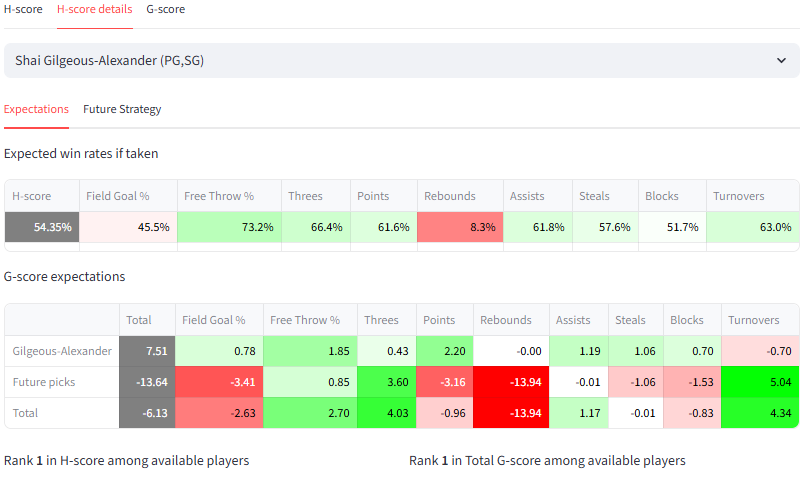 H-score H-score details G-score
Shai Gilgeous-Alexander (PG,SG)
Expectations Future Strategy
Expected win rates if taken
H-score Field Goal % Free Throw % Threes Points Rebounds Assists Steals Blocks Turnovers
54.35% 45.5% 73.2% 66.4% 61.6% 8.3% 61.8% 57.6% 51.7% 63.0%
G-score expectations
Total Field Goal % Free Throw % Threes Points Rebounds Assists Steals Blocks Turnovers
Gilgeous-Alexander 7.51 0.78 1.85 0.43 2.20 -0.00 1.19 1.06 0.70 -0.70
Future picks -13.64 -3.41 0.85 3.60 -3.16 -13.94 -0.01 -1.06 -1.53 5.04
Total -6.13 -2.63 2.70 4.03 -0.96 -13.94 1.17 -0.01 -0.83 4.34
Rank 1 in H-score among available players Rank 1 in Total G-score among available players